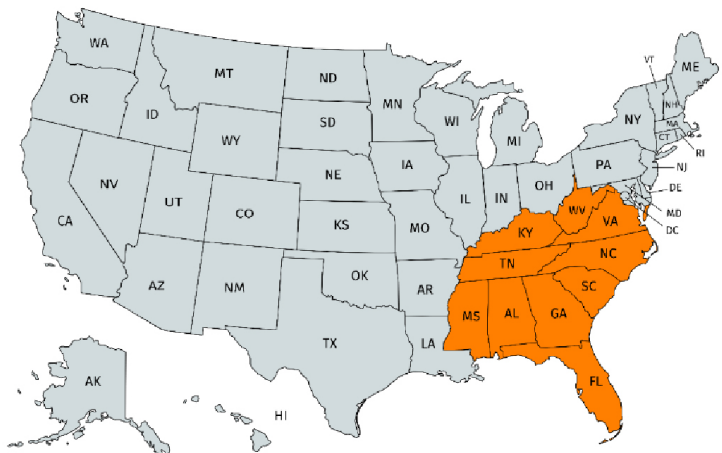 WA
MT
ND
MN
ME
VT
NH
OR
ID
SD
WI
MI
NY
MA
CT
RI
WY
IA
NE
PA
NJ
NV
UT
CO
IL
IN
OH
DE
MD
DC
CA
KS
MO
KY
WV
VA
AZ
NM
OK
AR
TN
NC
SC
MS
AL
GA
TX
LA
FL
AK
HI